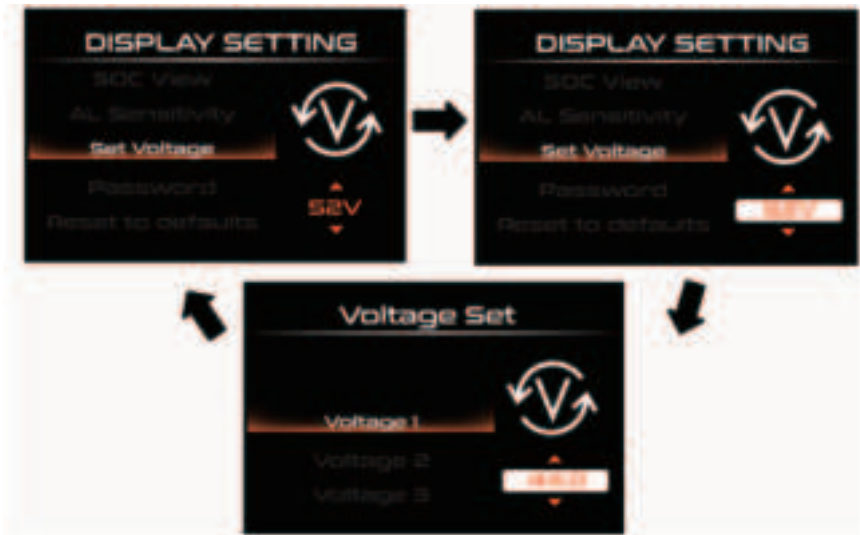 DISPLAY SETTING
SOC View
AL Sensitivity
Set Voltage
Password
Reset to defaults
52V
DISPLAY SETTING
SOC View
AL Sensitivity
Set Voltage
Password
Reset to defaults
52V
Voltage Set
Voltage 1
Voltage 2
Voltage 3
V
V
V